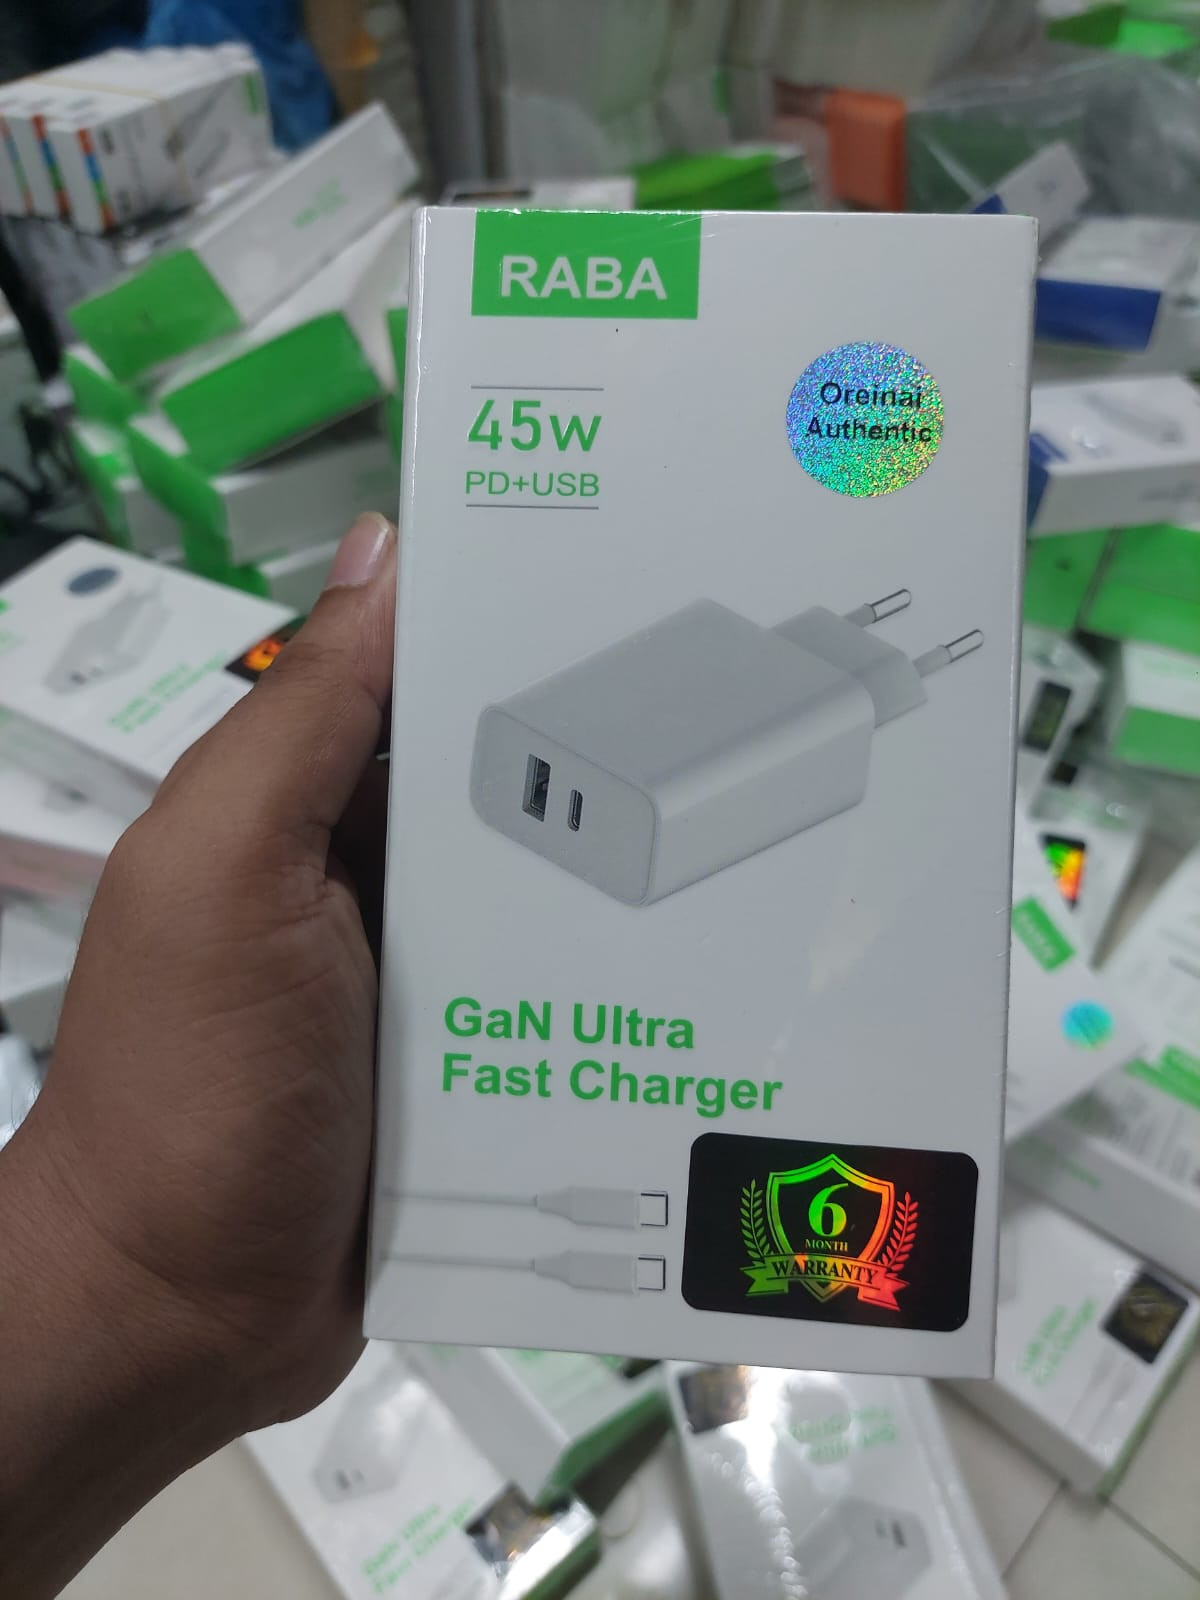 RABA
45W
PD+USB
Oreinai
Authentic
GaN Ultra
Fast Charger
6
MONTH
WARRANTY